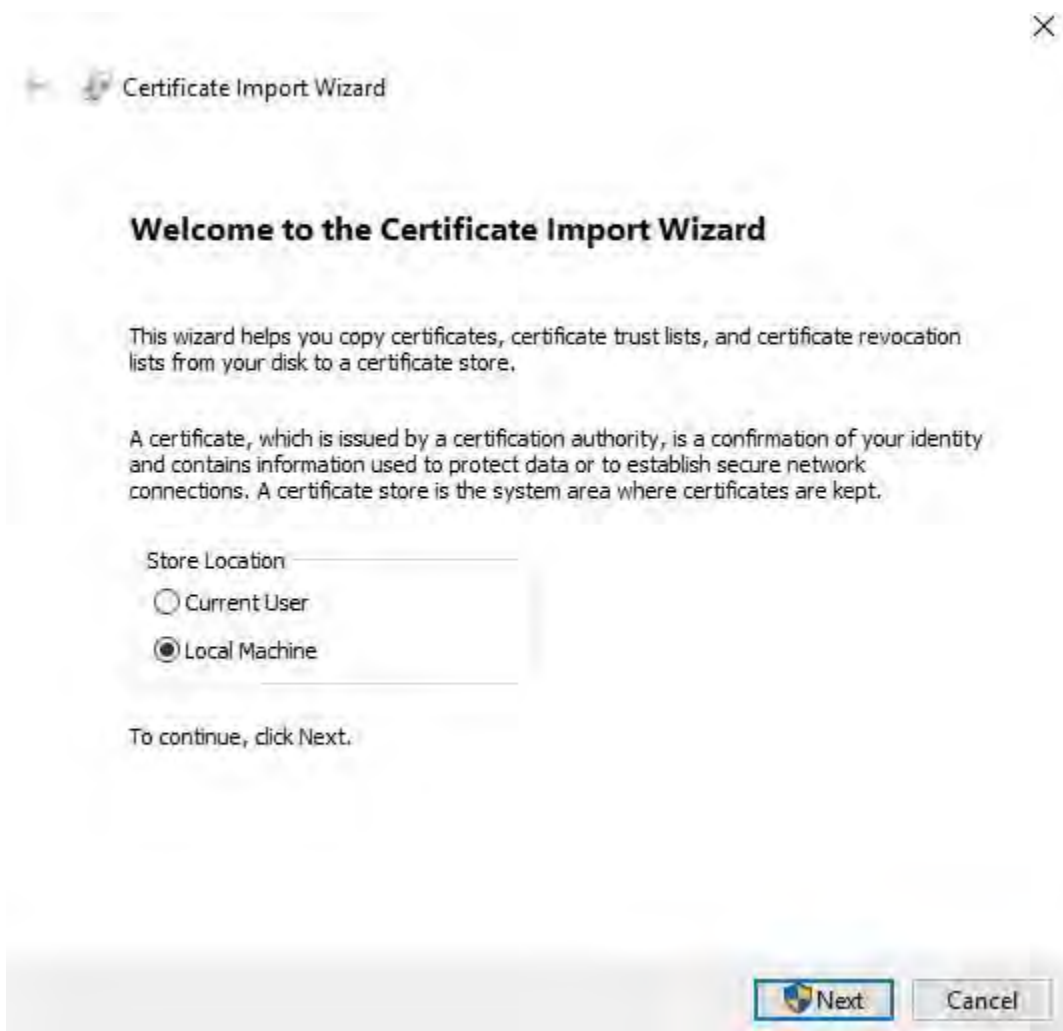 Certificate Import Wizard
Welcome to the Certificate Import Wizard
This wizard helps you copy certificates, certificate trust lists, and certificate revocation
lists from your disk to a certificate store.
A certificate, which is issued by a certification authority, is a confirmation of your identity
and contains information used to protect data or to establish secure network
connections. A certificate store is the system area where certificates are kept.
Store Location
Current User
Local Machine
To continue, click Next.
Next
Cancel